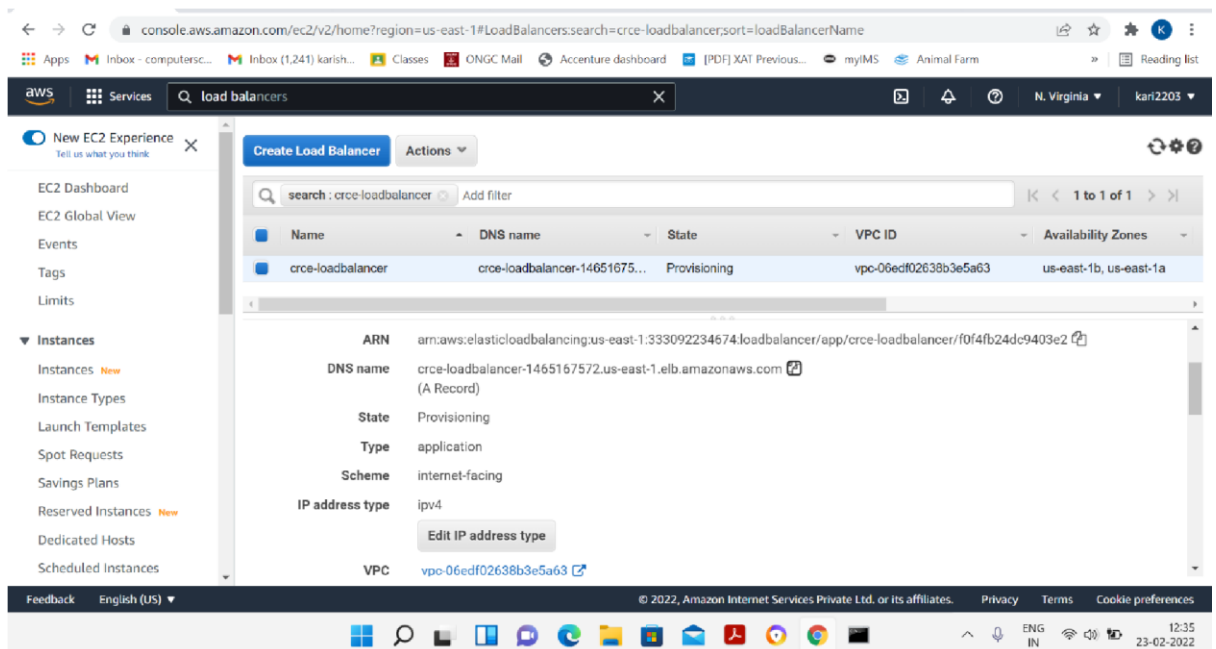 console.aws.amazon.com/ec2/v2/home?region=us-east-1#LoadBalancers:search=crce-loadbalancer;sort=loadBalancerName
K
Apps Inbox - computersc... Inbox (1,241) karish... Classes ONGC Mail Accenture dashboard [PDF] XAT Previous... myIMS Animal Farm » Reading list
aws Services load balancers N. Virginia kari2203
New EC2 Experience
Tell us what you think
EC2 Dashboard
EC2 Global View
Events
Tags
Limits
Instances
Instances New
Instance Types
Launch Templates
Spot Requests
Savings Plans
Reserved Instances New
Dedicated Hosts
Scheduled Instances
Create Load Balancer Actions
search : crce-loadbalancer Add filter 1 to 1 of 1
Name DNS name State VPC ID Availability Zones
crce-loadbalancer crce-loadbalancer-14651675... Provisioning vpc-06edf02638b3e5a63 us-east-1b, us-east-1a
ARN arn:aws:elasticloadbalancing:us-east-1:333092234674:loadbalancer/app/crce-loadbalancer/f0f4fb24dc9403e2
DNS name crce-loadbalancer-1465167572.us-east-1.elb.amazonaws.com
(A Record)
State Provisioning
Type application
Scheme internet-facing
IP address type ipv4
Edit IP address type
VPC vpc-06edf02638b3e5a63
Feedback English (US) © 2022, Amazon Internet Services Private Ltd. or its affiliates. Privacy Terms Cookie preferences
ENG
IN
12:35
23-02-2022